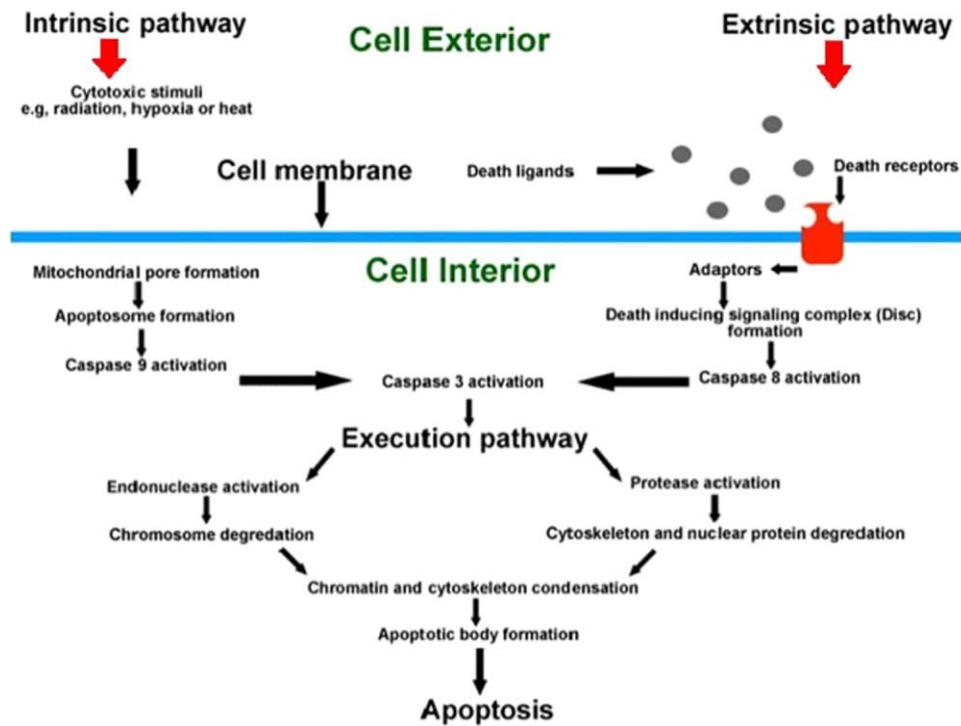 Intrinsic pathway
Cell Exterior
Extrinsic pathway
Cytotoxic stimuli
e.g, radiation, hypoxia or heat
Cell membrane
Death ligands
Death receptors
Cell Interior
Mitochondrial pore formation
Adaptors
Apoptosome formation
Death inducing signaling complex (Disc)
formation
Caspase 9 activation
Caspase 3 activation
Caspase 8 activation
Execution pathway
Endonuclease activation
Protease activation
Chromosome degredation
Cytoskeleton and nuclear protein degredation
Chromatin and cytoskeleton condensation
Apoptotic body formation
Apoptosis